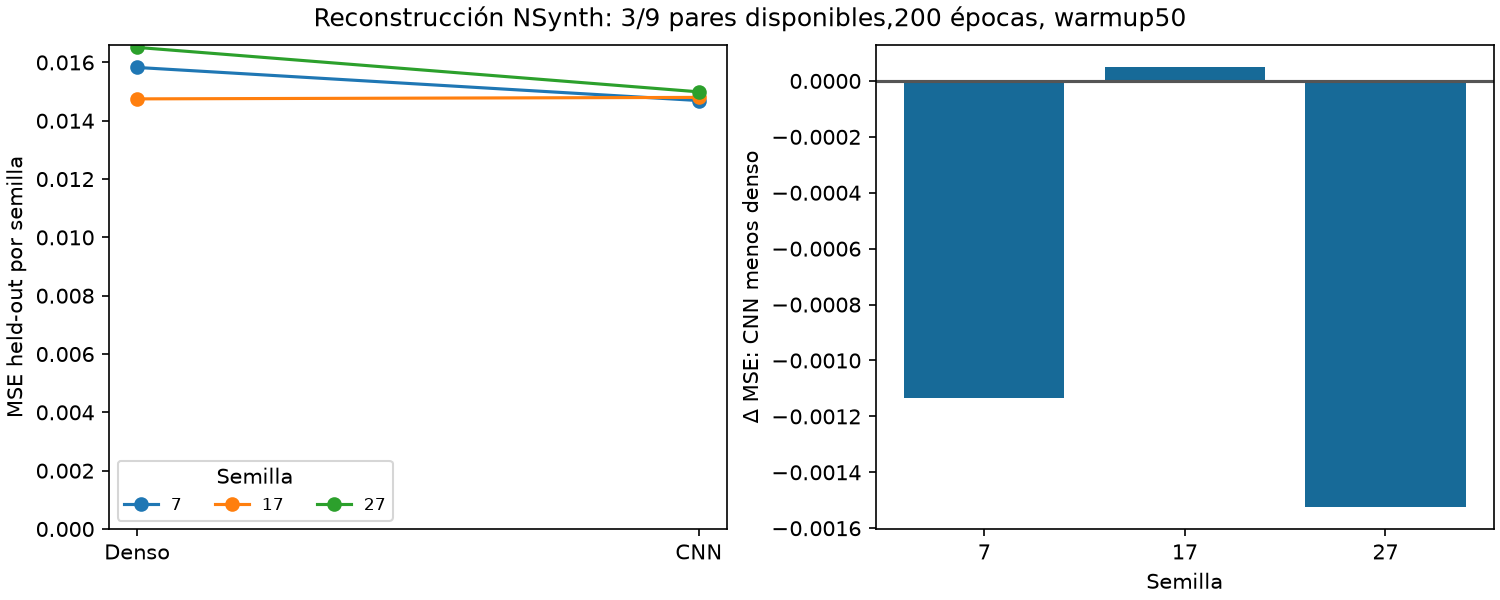 Reconstrucción NSynth: 3/9 pares disponibles,200 épocas, warmup50
MSE held-out por semilla
0.016
0.014
0.012
0.010
0.008
0.006
0.004
0.002
0.000
Semilla
7 17 27
Denso CNN
Δ MSE: CNN menos denso
0.0000
−0.0002
−0.0004
−0.0006
−0.0008
−0.0010
−0.0012
−0.0014
−0.0016
7 17 27
Semilla